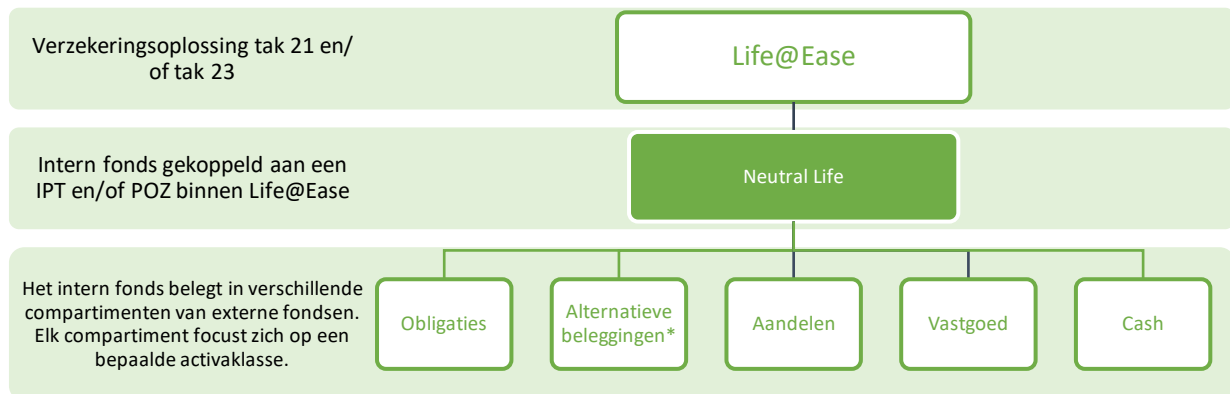 Verzekeringsoplossing tak 21 en/
of tak 23
Life@Ease
Intern fonds gekoppeld aan een
IPT en/of POZ binnen Life@Ease
Neutral Life
Het intern fonds belegt in verschillende
compartimenten van externe fondsen.
Elk compartiment focust zich op een
bepaalde activaklasse.
Obligaties
Alternatieve
beleggingen*
Aandelen
Vastgoed
Cash